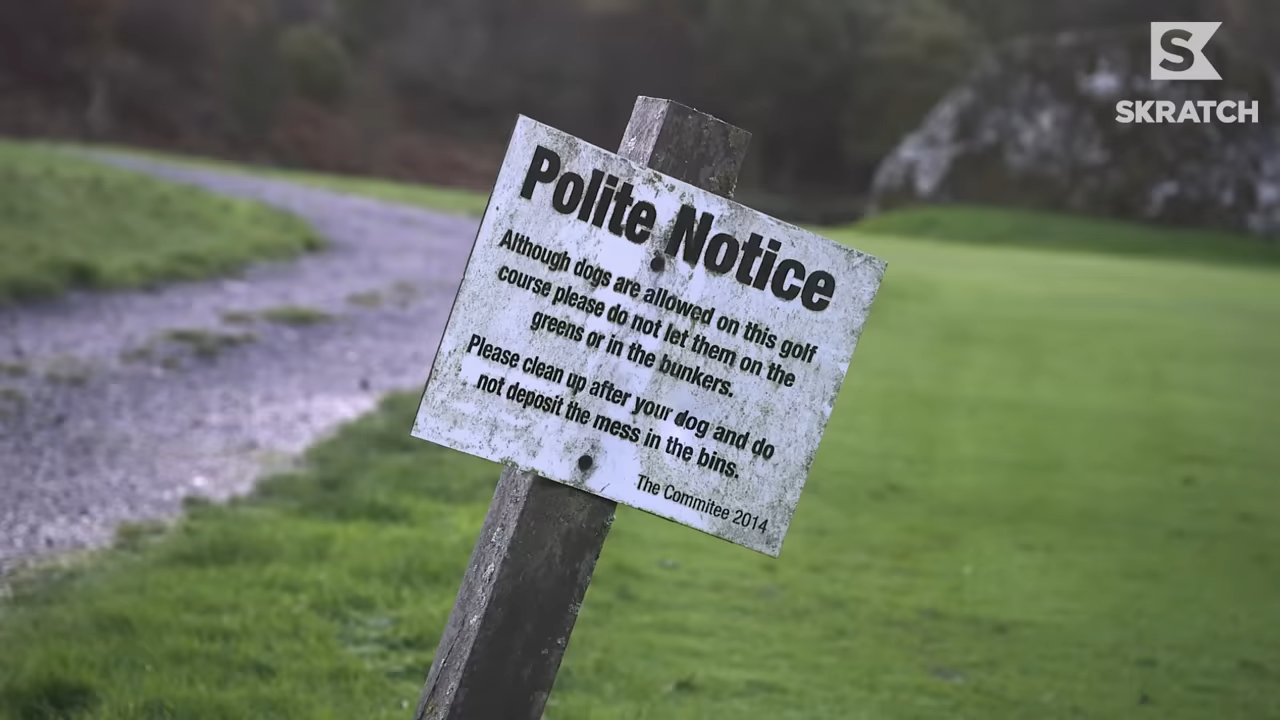 SKRATCH
Polite Notice
Although dogs are allowed on this golf
course please do not let them on the
greens or in the bunkers.
Please clean up after your dog and do
not deposit the mess in the bins.
The Commitee 2014